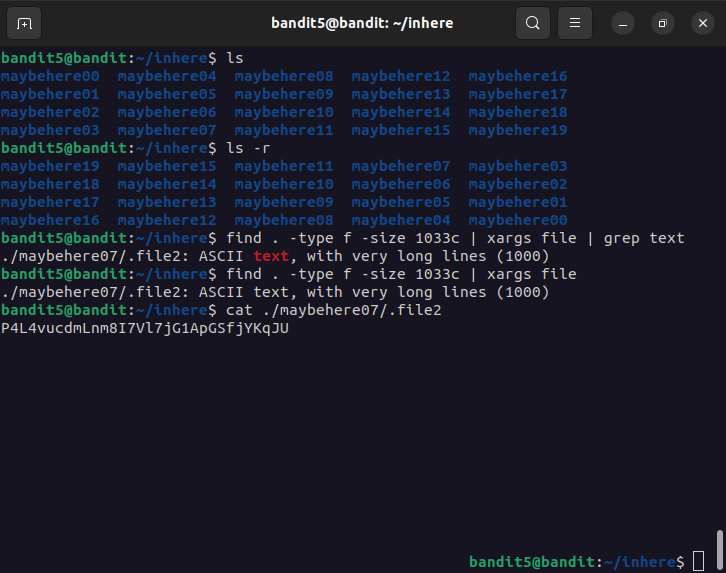 bandit5@bandit: ~/inhere
bandit5@bandit:~/inhere$ ls
maybehere00 maybehere04 maybehere08 maybehere12 maybehere16
maybehere01 maybehere05 maybehere09 maybehere13 maybehere17
maybehere02 maybehere06 maybehere10 maybehere14 maybehere18
maybehere03 maybehere07 maybehere11 maybehere15 maybehere19
bandit5@bandit:~/inhere$ ls -r
maybehere19 maybehere15 maybehere11 maybehere07 maybehere03
maybehere18 maybehere14 maybehere10 maybehere06 maybehere02
maybehere17 maybehere13 maybehere09 maybehere05 maybehere01
maybehere16 maybehere12 maybehere08 maybehere04 maybehere00
bandit5@bandit:~/inhere$ find . -type f -size 1033c | xargs file | grep text
./maybehere07/.file2: ASCII text, with very long lines (1000)
bandit5@bandit:~/inhere$ find . -type f -size 1033c | xargs file
./maybehere07/.file2: ASCII text, with very long lines (1000)
bandit5@bandit:~/inhere$ cat ./maybehere07/.file2
P4L4vucdmLnm8I7Vl7jG1ApGSfjYKqJU
bandit5@bandit:~/inhere$